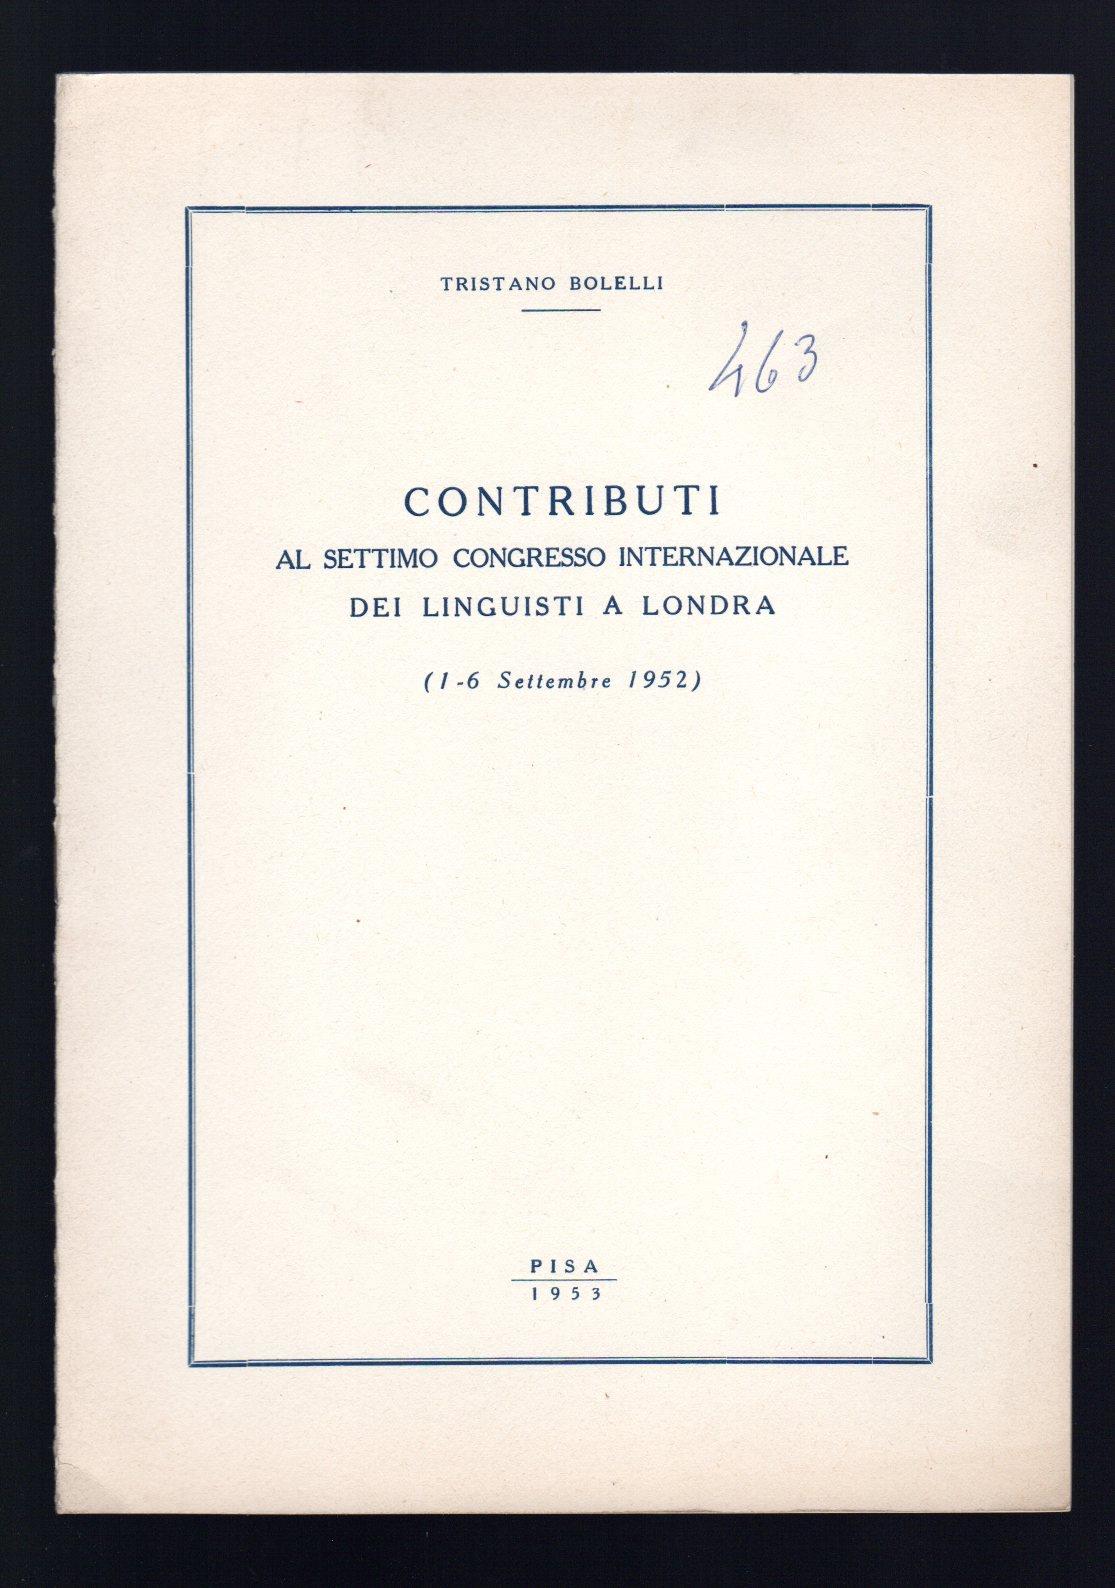 TRISTANO BOLELLI
463
CONTRIBUTI
AL SETTIMO CONGRESSO INTERNAZIONALE
DEI LINGUISTI A LONDRA
(1-6 Settembre 1952)
PISA
1953